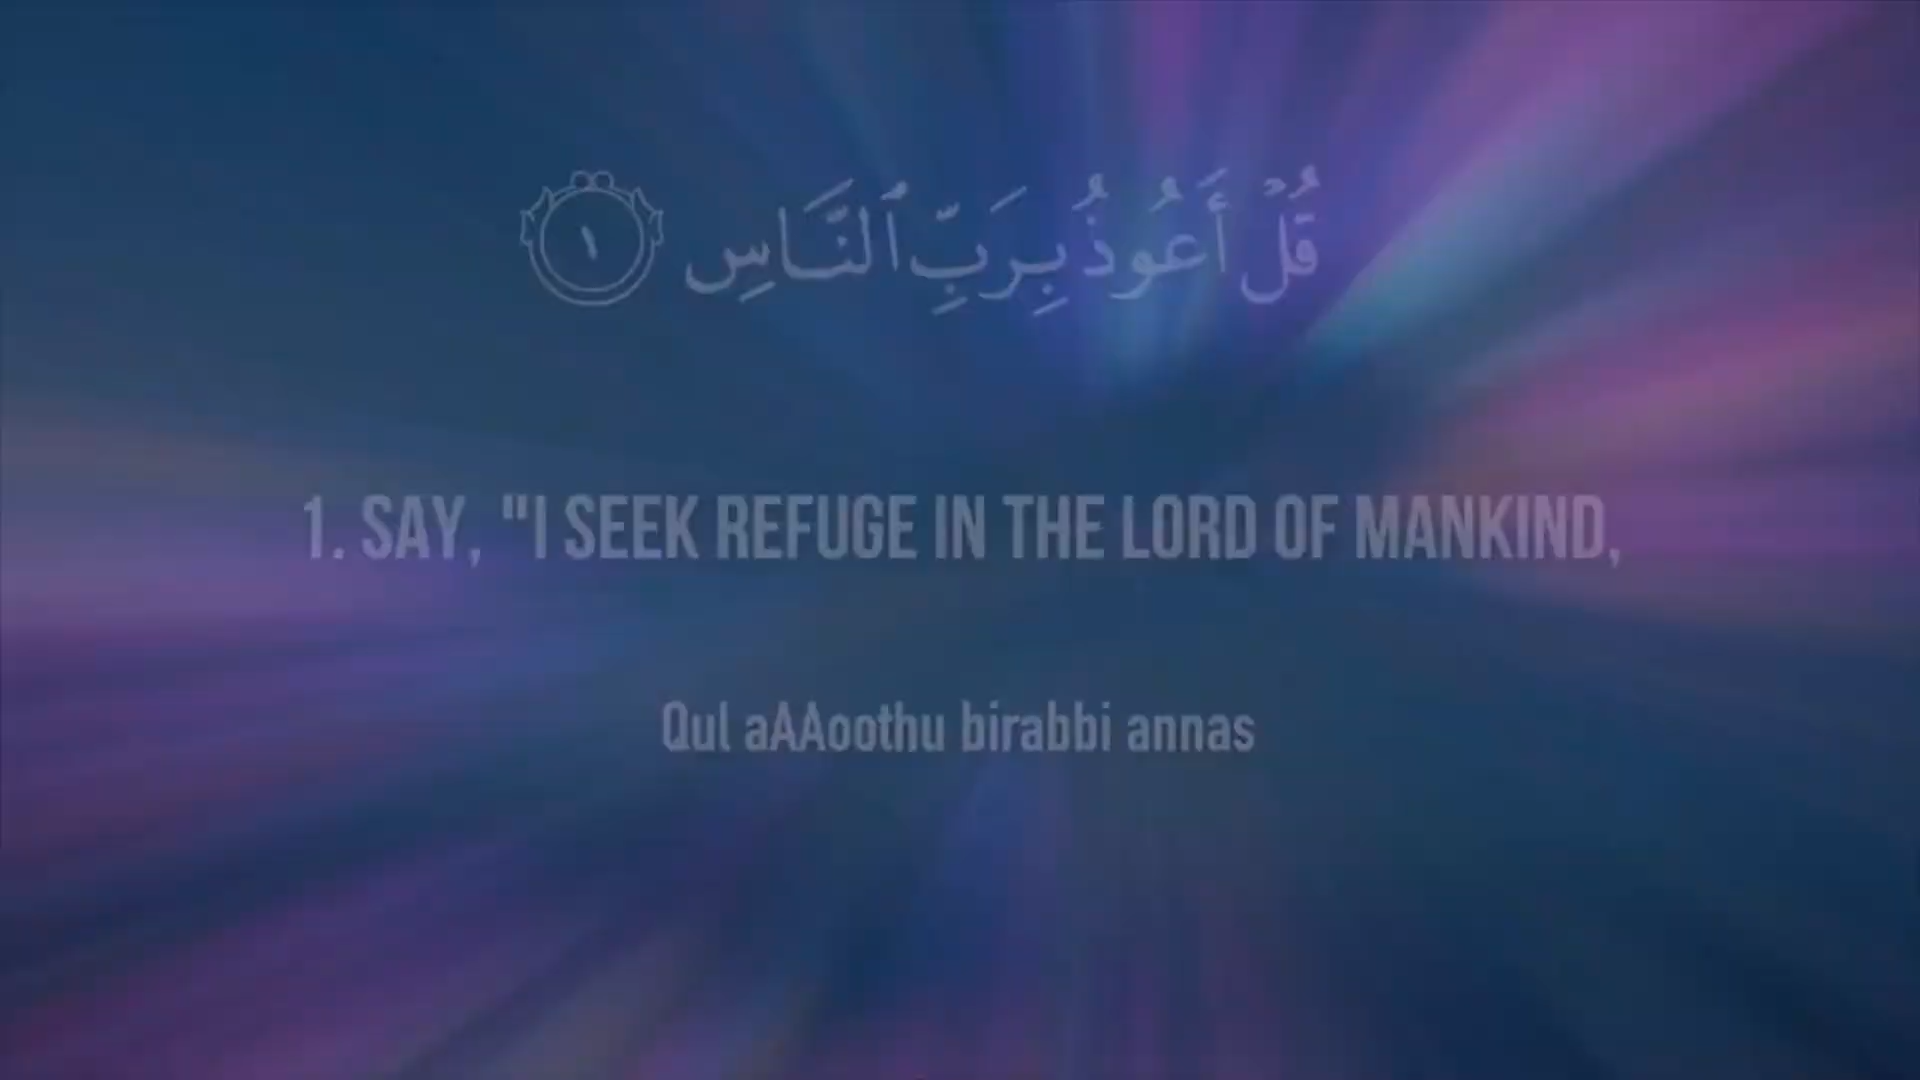 قُلۡ أَعُوذُ بِرَبِّ ٱلنَّاسِ ١
1. SAY, "I SEEK REFUGE IN THE LORD OF MANKIND,
Qul aAAoothu birabbi annas